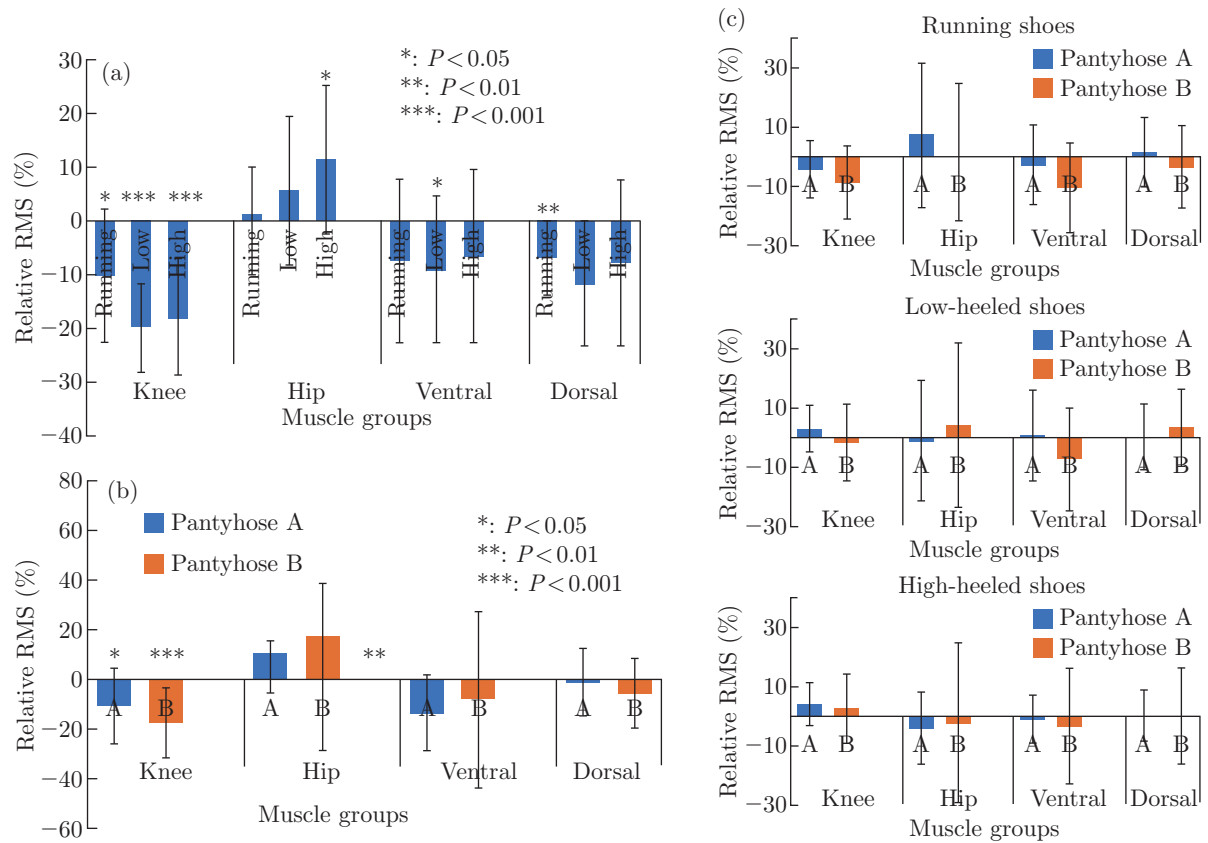 (a)
30
20
10
0
−10
−20
−30
−40
Relative RMS (%)
*: P<0.05
**: P<0.01
***: P<0.001
* *** ***
*
*
**
Running Low High
Running Low High
Running Low High
Running Low High
Knee Hip Ventral Dorsal
Muscle groups
(b)
80
60
40
20
0
−20
−40
−60
Relative RMS (%)
Pantyhose A
Pantyhose B
*: P<0.05
**: P<0.01
***: P<0.001
* *** **
A B A B A B A B
Knee Hip Ventral Dorsal
Muscle groups
(c)
Running shoes
30
10
−10
−30
Relative RMS (%)
Pantyhose A
Pantyhose B
A B A B A B A B
Knee Hip Ventral Dorsal
Muscle groups
Low-heeled shoes
30
10
−10
−30
Relative RMS (%)
Pantyhose A
Pantyhose B
A B A B A B A B
Knee Hip Ventral Dorsal
Muscle groups
High-heeled shoes
30
10
−10
−30
Relative RMS (%)
Pantyhose A
Pantyhose B
A B A B A B A B
Knee Hip Ventral Dorsal
Muscle groups